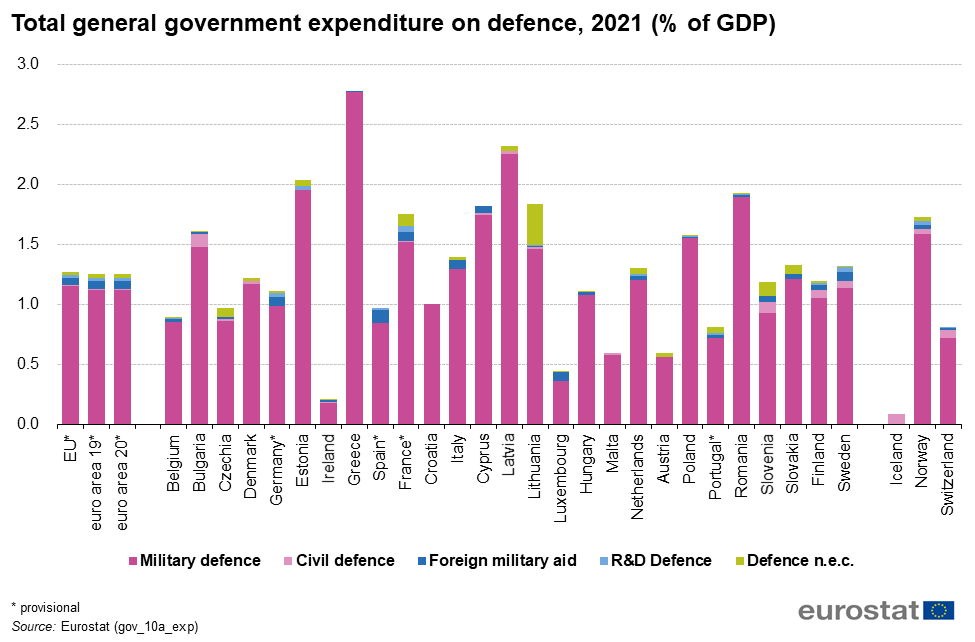 Total general government expenditure on defence, 2021 (% of GDP)
3.0
2.5
2.0
1.5
1.0
0.5
0.0
EU*
euro area 19*
euro area 20*
Belgium
Bulgaria
Czechia
Denmark
Germany*
Estonia
Ireland
Greece
Spain*
France*
Croatia
Italy
Cyprus
Latvia
Lithuania
Luxembourg
Hungary
Malta
Netherlands
Austria
Poland
Portugal*
Romania
Slovenia
Slovakia
Finland
Sweden
Iceland
Norway
Switzerland
Military defence Civil defence Foreign military aid R&D Defence Defence n.e.c.
* provisional
Source: Eurostat (gov_10a_exp)
eurostat